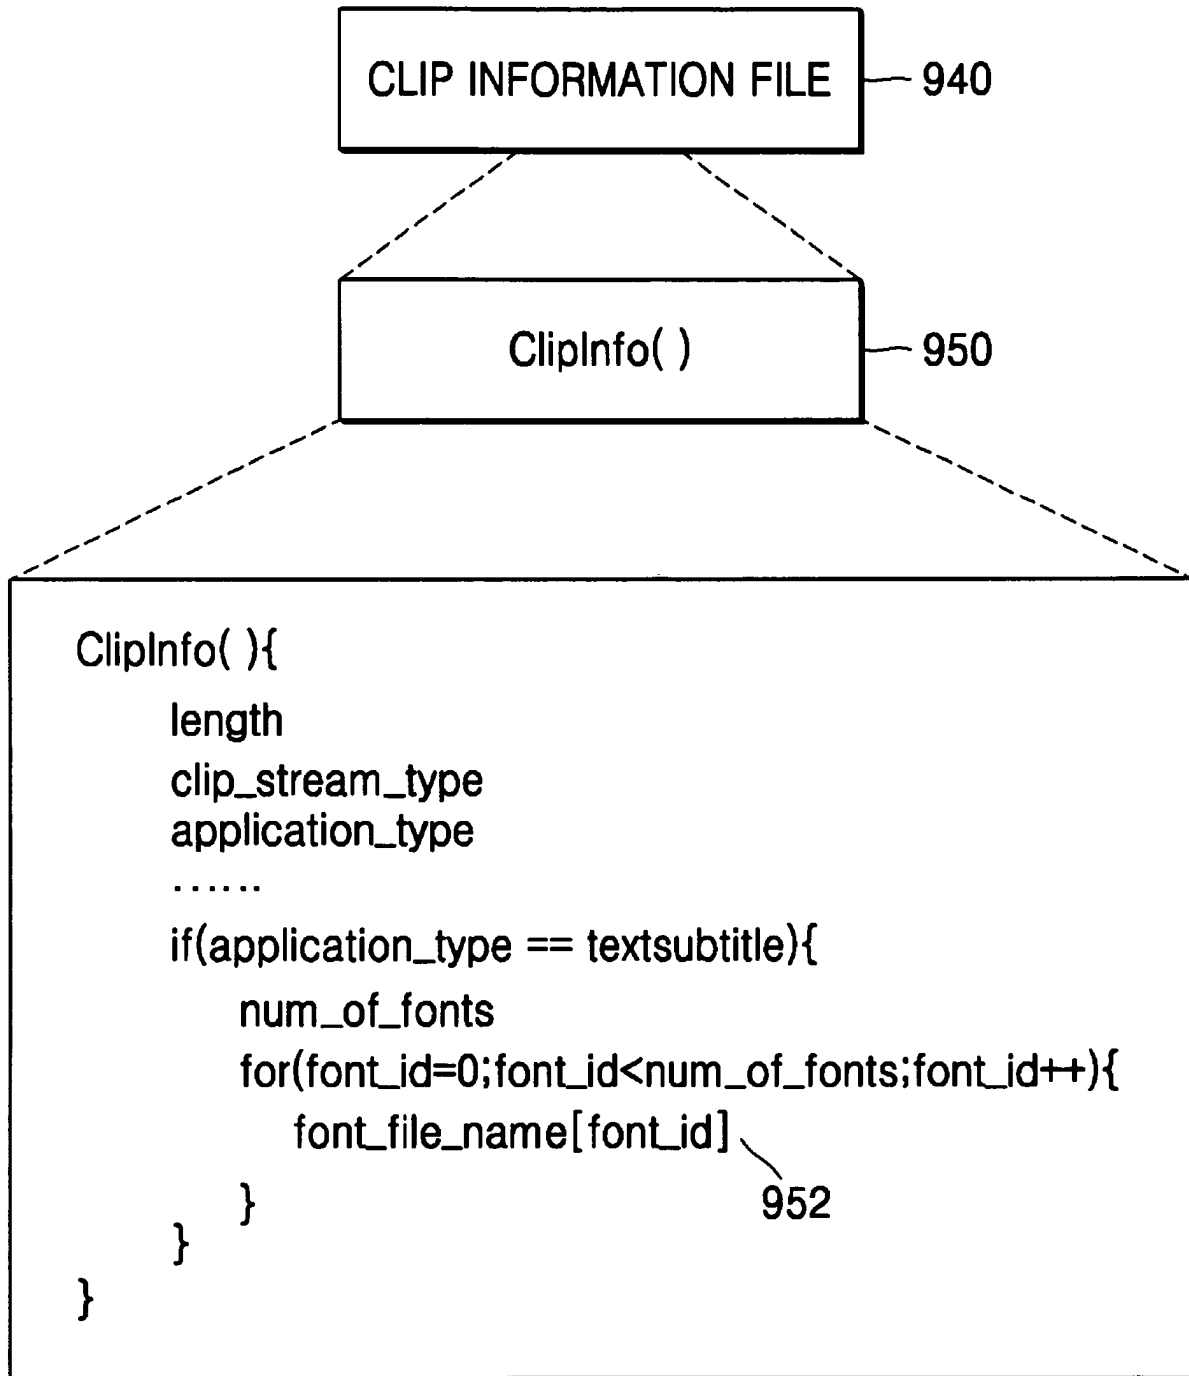 CLIP INFORMATION FILE
940
ClipInfo( )
950
ClipInfo( ){
length
clip_stream_type
application_type
......
if(application_type == textsubtitle){
num_of_fonts
for(font_id=0;font_id<num_of_fonts;font_id++){
font_file_name[font_id]
952
}
}
}